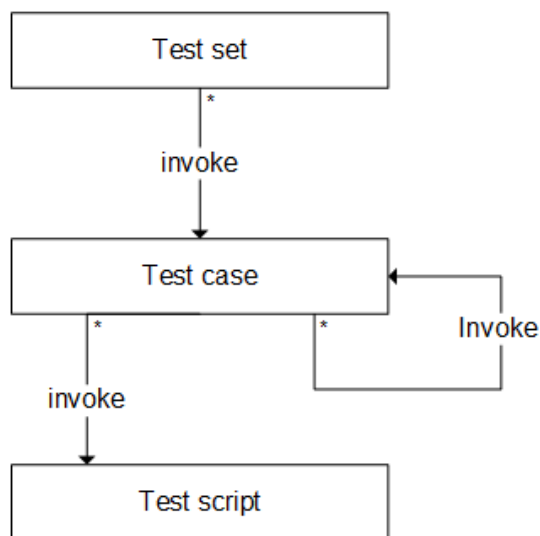 Test set
*
invoke
Test case
* *
Invoke
invoke
Test script